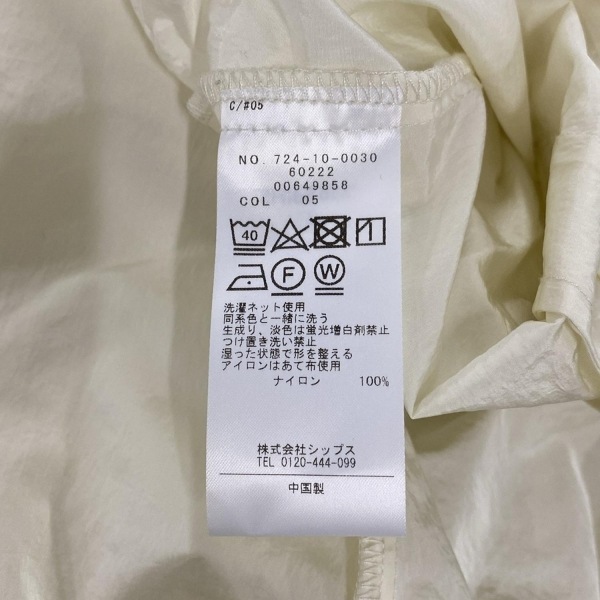 C/#05
NO. 724-10-0030
60222
00649858
COL 05
40
F W
洗濯ネット使用
同系色と一緒に洗う
生成り、淡色は蛍光増白剤禁止
つけ置き洗い禁止
湿った状態で形を整える
アイロンはあて布使用
ナイロン 100%
株式会社シップス
TEL 0120-444-099
中国製